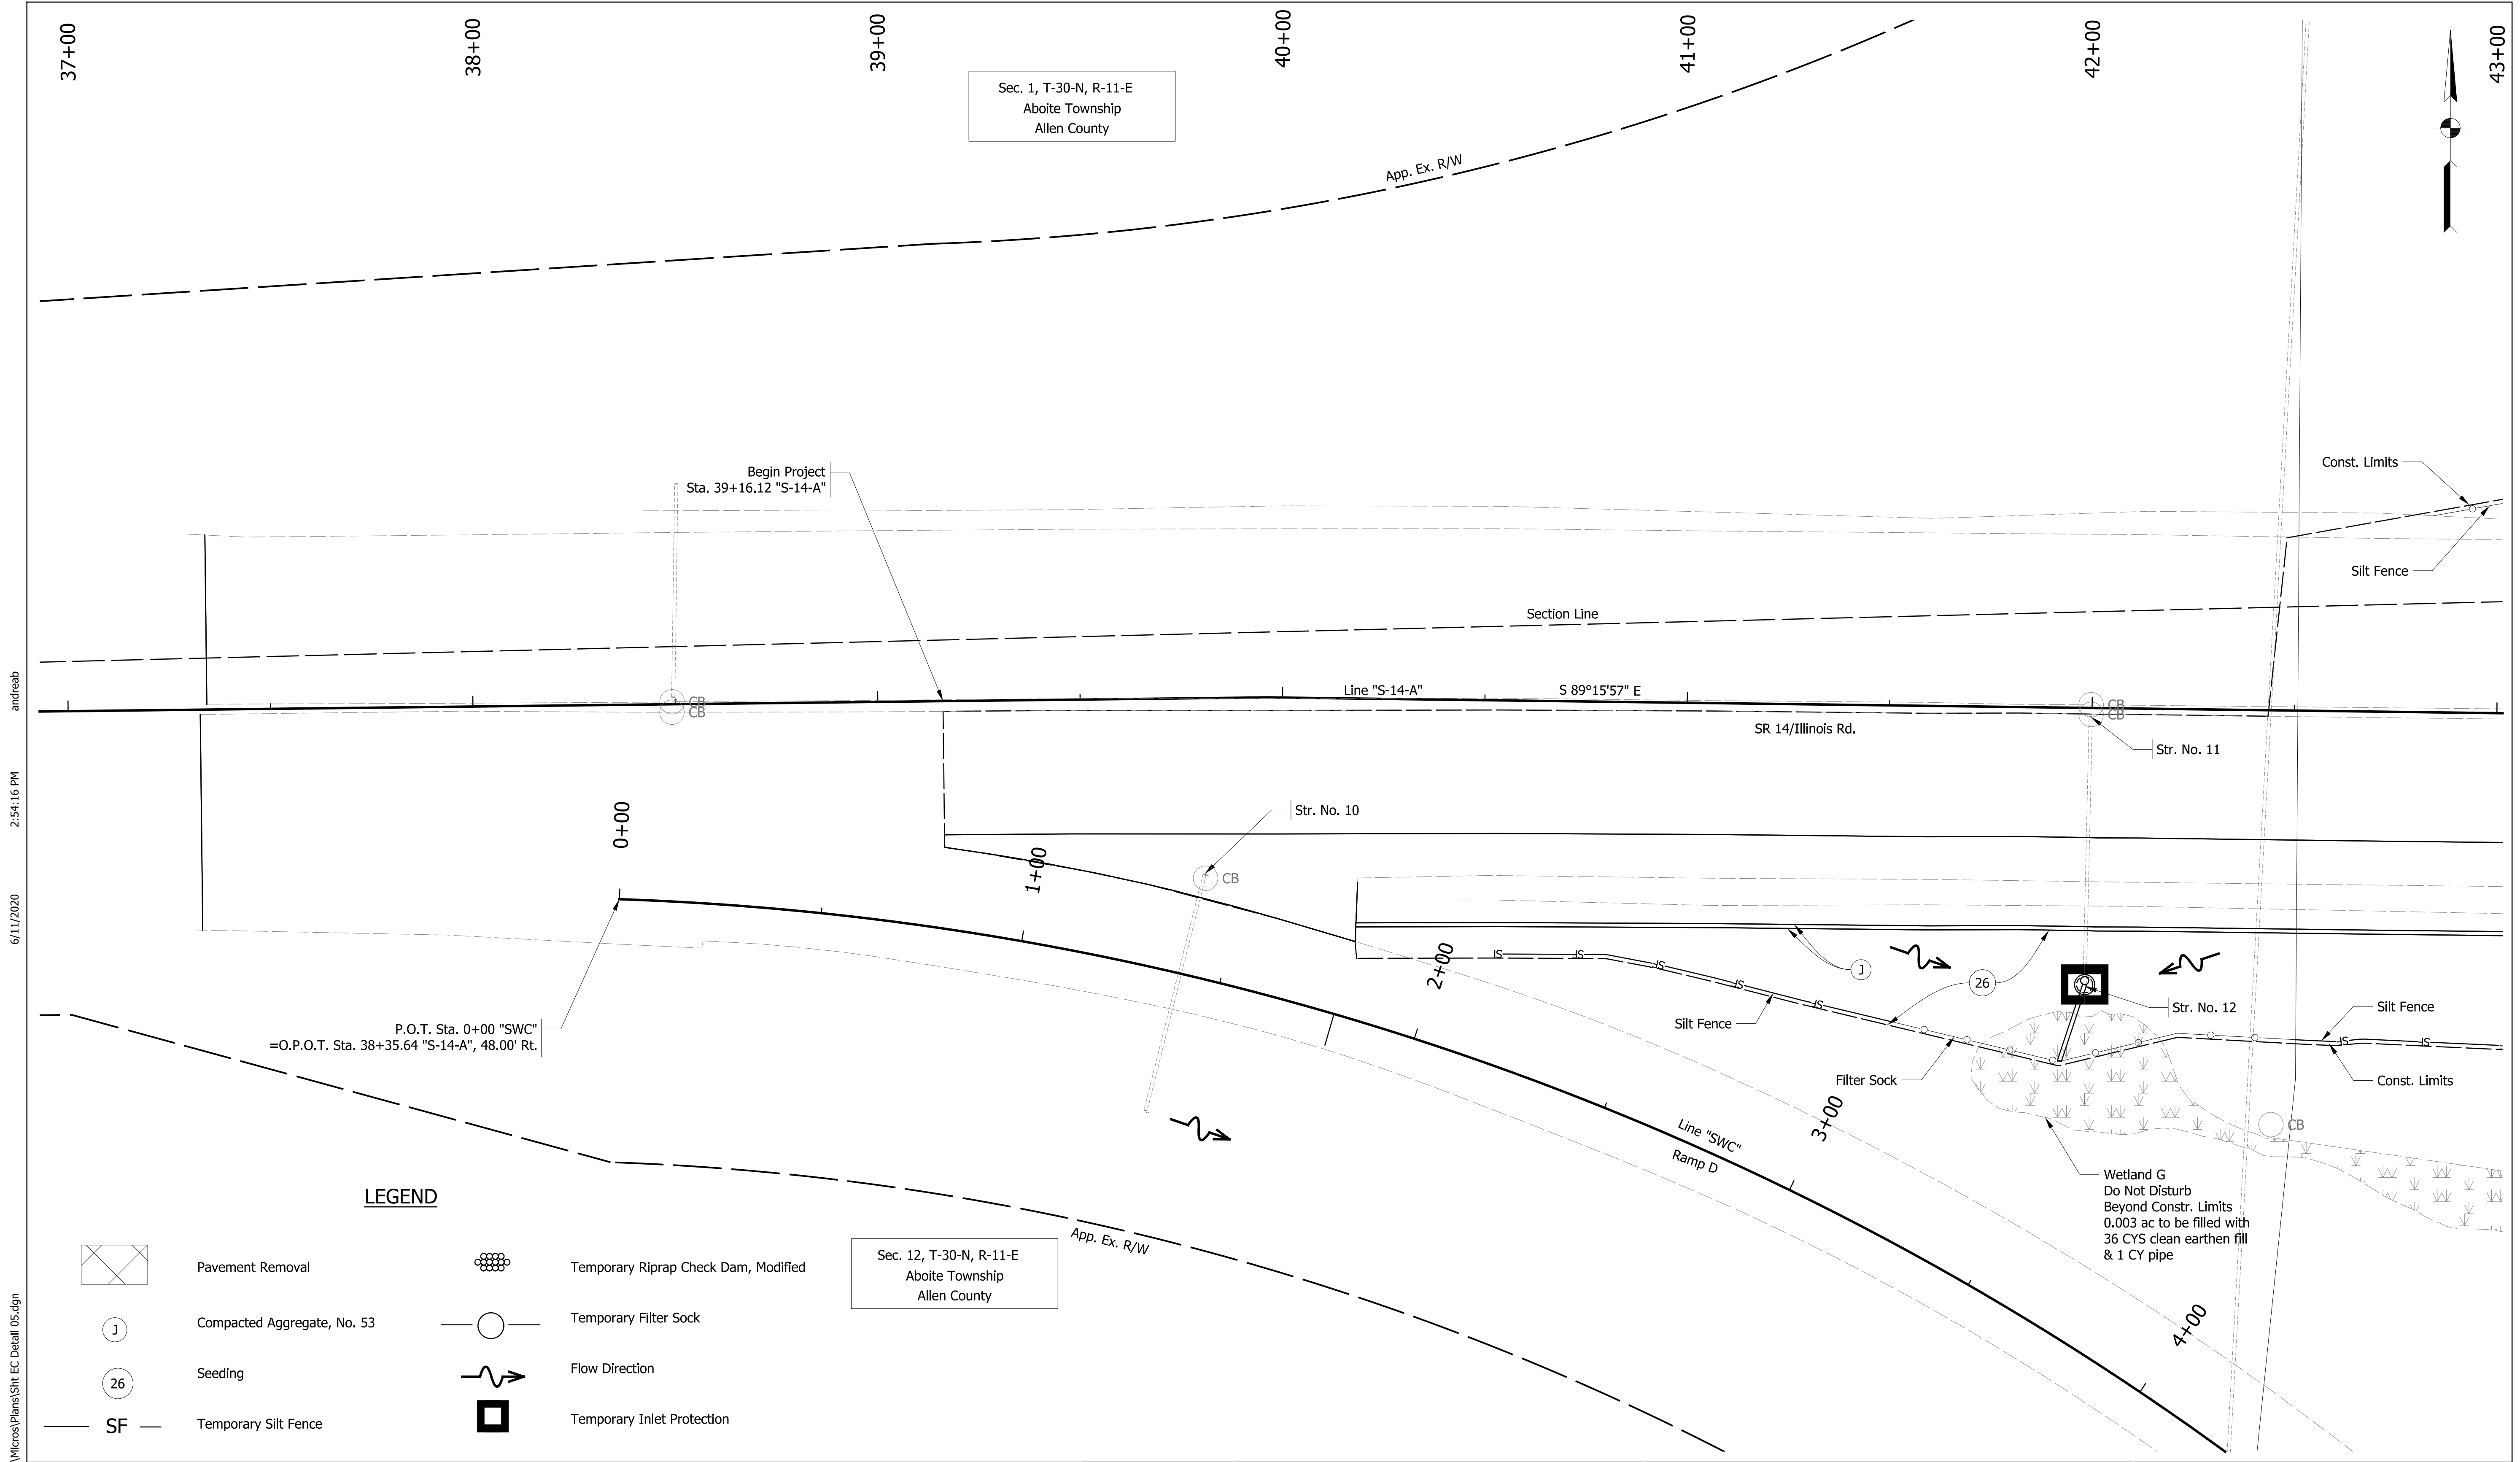 37+00
38+00
39+00
40+00
41+00
42+00
43+00
Sec. 1, T-30-N, R-11-E
Aboite Township
Allen County
App. Ex. R/W
Begin Project
Sta. 39+16.12 "S-14-A"
Const. Limits
Silt Fence
Section Line
CB
CB
Line "S-14-A"
S 89°15'57" E
CB
CB
SR 14/Illinois Rd.
Str. No. 11
0+00
1+00
Str. No. 10
CB
2+00
SF
SF
SF
SF
SF
J
26
Silt Fence
Str. No. 12
Silt Fence
SF
SF
P.O.T. Sta. 0+00 "SWC"
=O.P.O.T. Sta. 38+35.64 "S-14-A", 48.00' Rt.
Filter Sock
Const. Limits
3+00
CB
Line "SWC"
Ramp D
Wetland G
Do Not Disturb
Beyond Constr. Limits
0.003 ac to be filled with
36 CYS clean earthen fill
& 1 CY pipe
4+00
App. Ex. R/W
Sec. 12, T-30-N, R-11-E
Aboite Township
Allen County
LEGEND
Pavement Removal
J
Compacted Aggregate, No. 53
26
Seeding
SF
Temporary Silt Fence
Temporary Riprap Check Dam, Modified
Temporary Filter Sock
Flow Direction
Temporary Inlet Protection
andreab
2:54:16 PM
6/11/2020
\Micros\Plans\Sht EC Detail 05.dgn